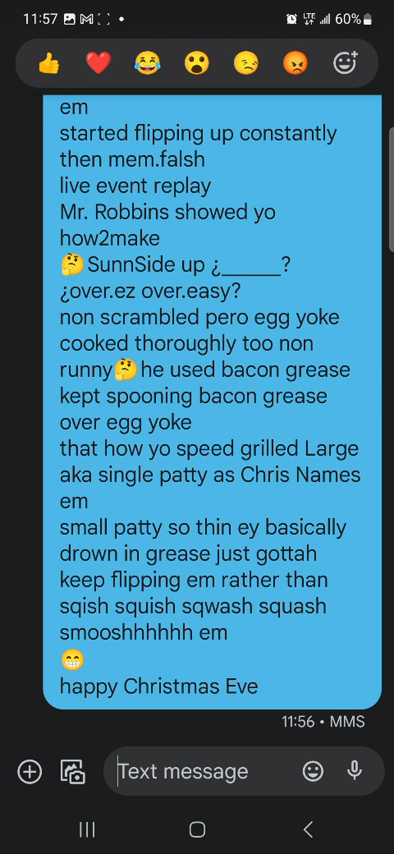 11:57 LTE 60%
em
started flipping up constantly
then mem.falsh
live event replay
Mr. Robbins showed yo
how2make
🤔SunnSide up ¿_____?
¿over.ez over.easy?
non scrambled pero egg yoke
cooked thoroughly too non
runny🤔he used bacon grease
kept spooning bacon grease
over egg yoke
that how yo speed grilled Large
aka single patty as Chris Names
em
small patty so thin ey basically
drown in grease just gottah
keep flipping em rather than
sqish squish sqwash squash
smooshhhhhh em
😁
happy Christmas Eve
11:56 • MMS
Text message